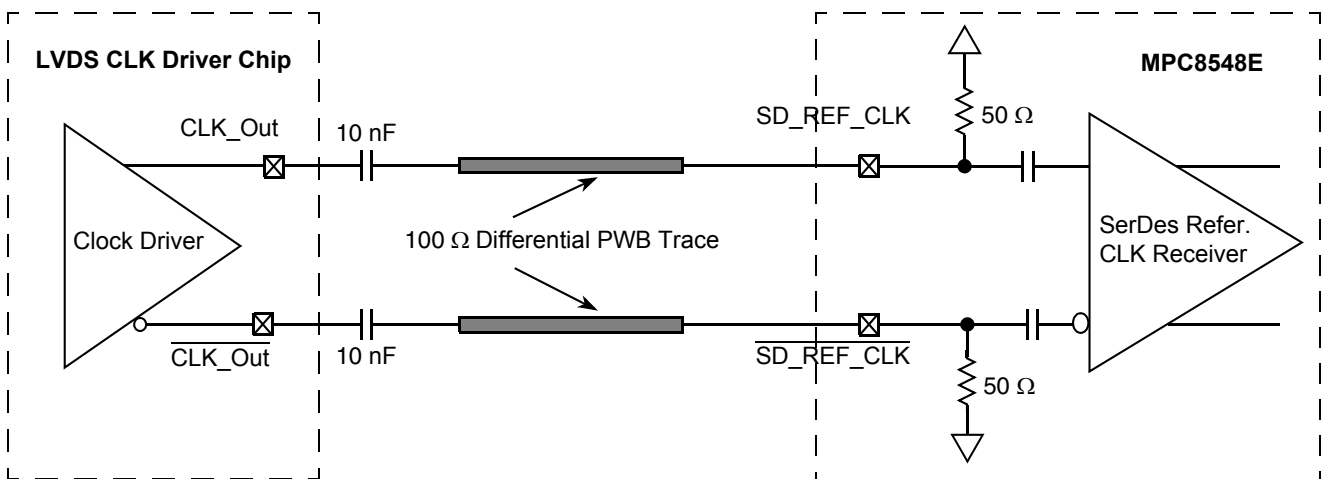 LVDS CLK Driver Chip
MPC8548E
CLK_Out
10 nF
SD_REF_CLK
50 Ω
Clock Driver
100 Ω Differential PWB Trace
SerDes Refer.
CLK Receiver
CLK_Out
10 nF
SD_REF_CLK
50 Ω